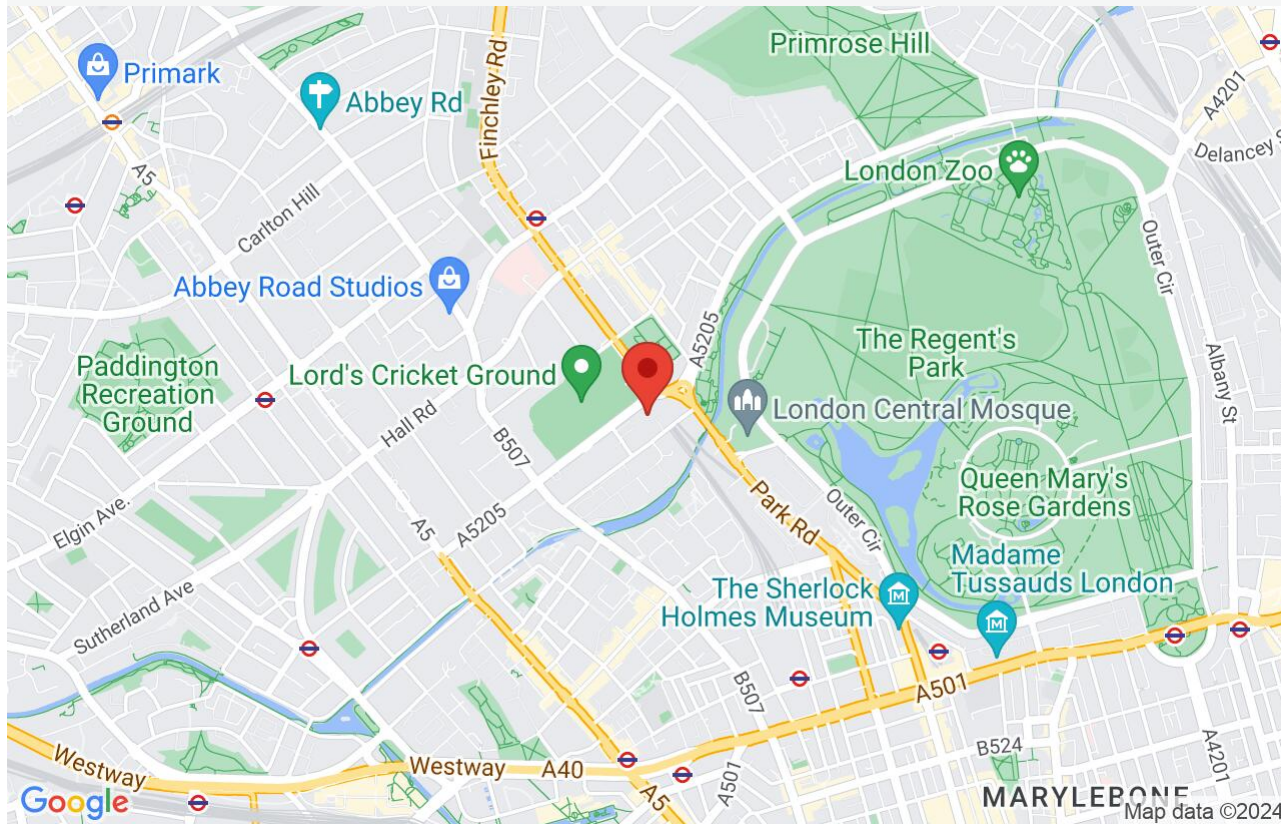 Primrose Hill
Primark
A4201
Finchley Rd
Abbey Rd
Delancey S
London Zoo
A5
Carlton Hill
Outer Cir
Abbey Road Studios
A5205
The Regent's
Park
Albany St
Paddington
Recreation
Ground
Lord's Cricket Ground
London Central Mosque
Hall Rd
B507
Queen Mary's
Rose Gardens
Park Rd
Outer Cir
Elgin Ave.
A5205
A5
Madame
Tussauds London
The Sherlock
Holmes Museum
Sutherland Ave
B507
A501
B524
A4201
Westway
Westway
A40
A501
A5
MARYLEBONE
Google
Map data ©2024